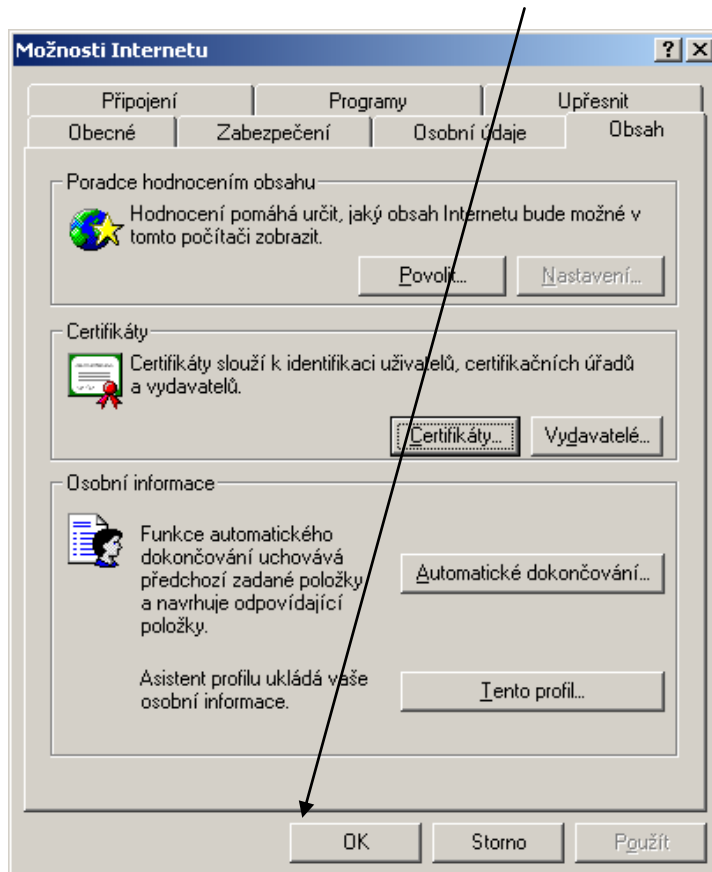 Možnosti Internetu
Připojení Programy Upřesnit
Obecné Zabezpečení Osobní údaje Obsah
Poradce hodnocením obsahu
Hodnocení pomáhá určit, jaký obsah Internetu bude možné v
tomto počítači zobrazit.
Povolit... Nastavení...
Certifikáty
Certifikáty slouží k identifikaci uživatelů, certifikačních úřadů
a vydavatelů.
Certifikáty... Vydavatelé...
Osobní informace
Funkce automatického
dokončování uchovává
předchozí zadané položky
a navrhuje odpovídající
položky.
Automatické dokončování...
Asistent profilu ukládá vaše
osobní informace.
Tento profil...
OK Storno Použít